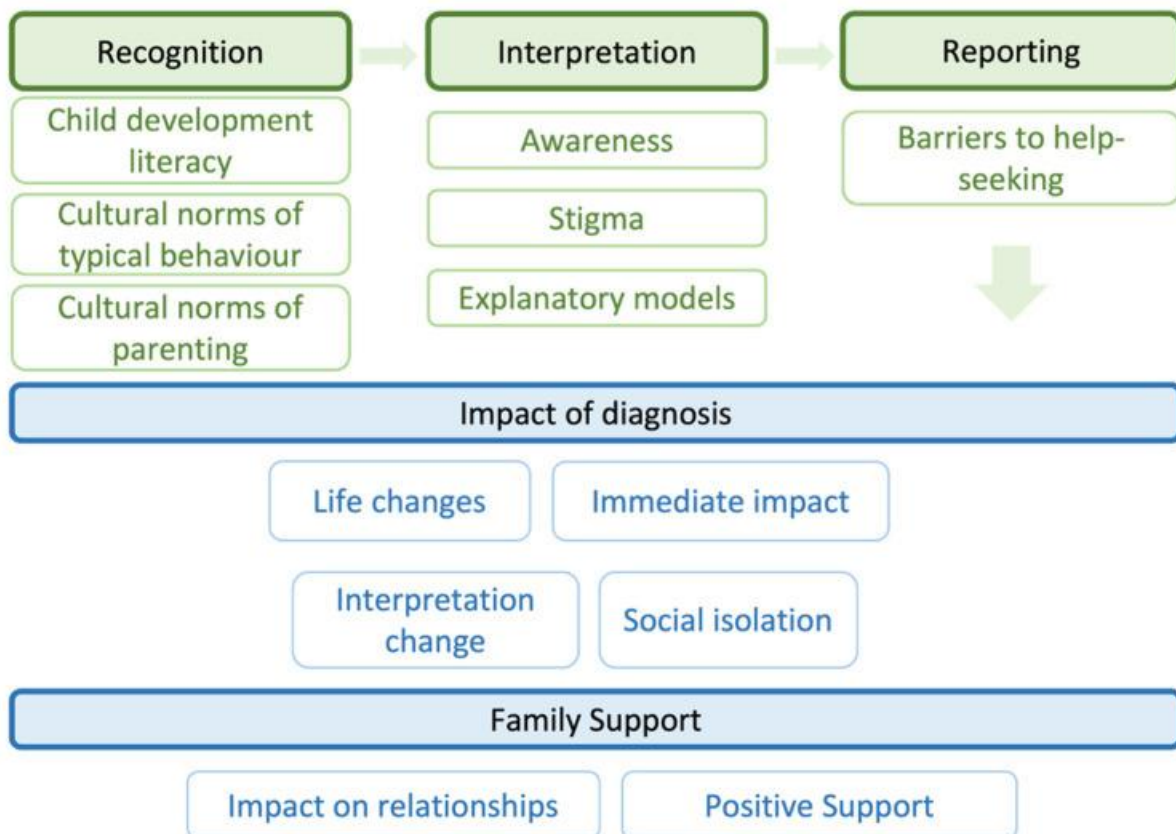 Recognition
Interpretation
Reporting
Child development
literacy
Cultural norms of
typical behaviour
Cultural norms of
parenting
Awareness
Stigma
Explanatory models
Barriers to help-
seeking
Impact of diagnosis
Life changes
Immediate impact
Interpretation
change
Social isolation
Family Support
Impact on relationships
Positive Support